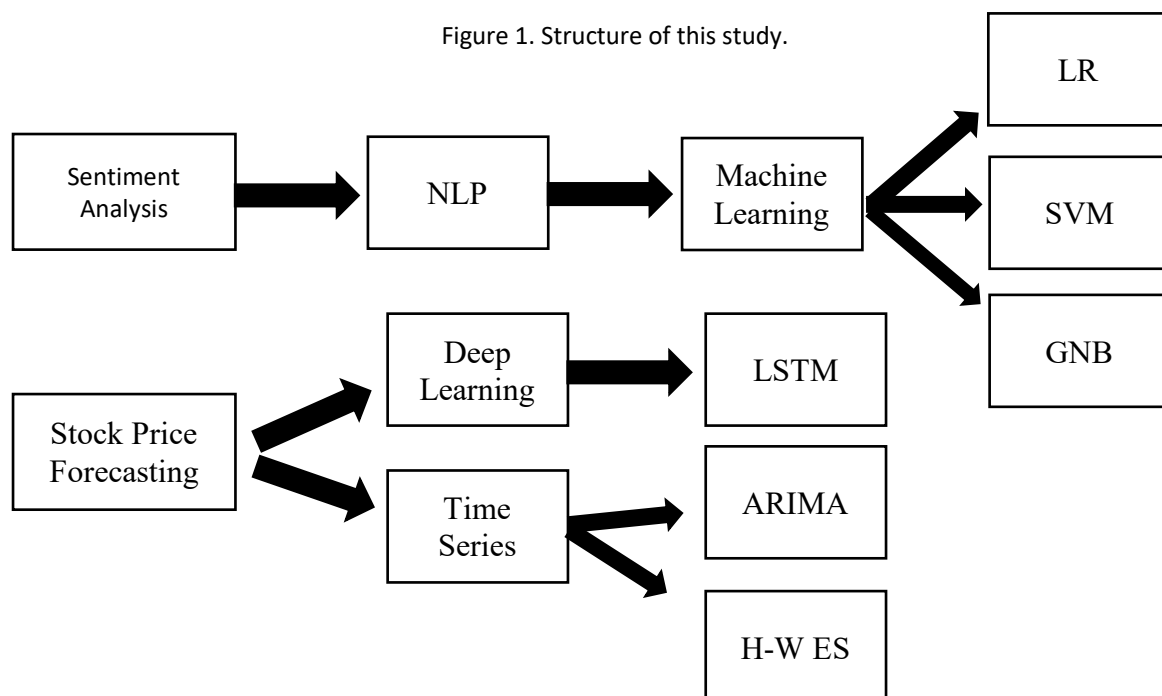 Figure 1. Structure of this study.
LR
Sentiment
Analysis
NLP
Machine
Learning
SVM
GNB
Deep
Learning
LSTM
Stock Price
Forecasting
Time
Series
ARIMA
H-W ES